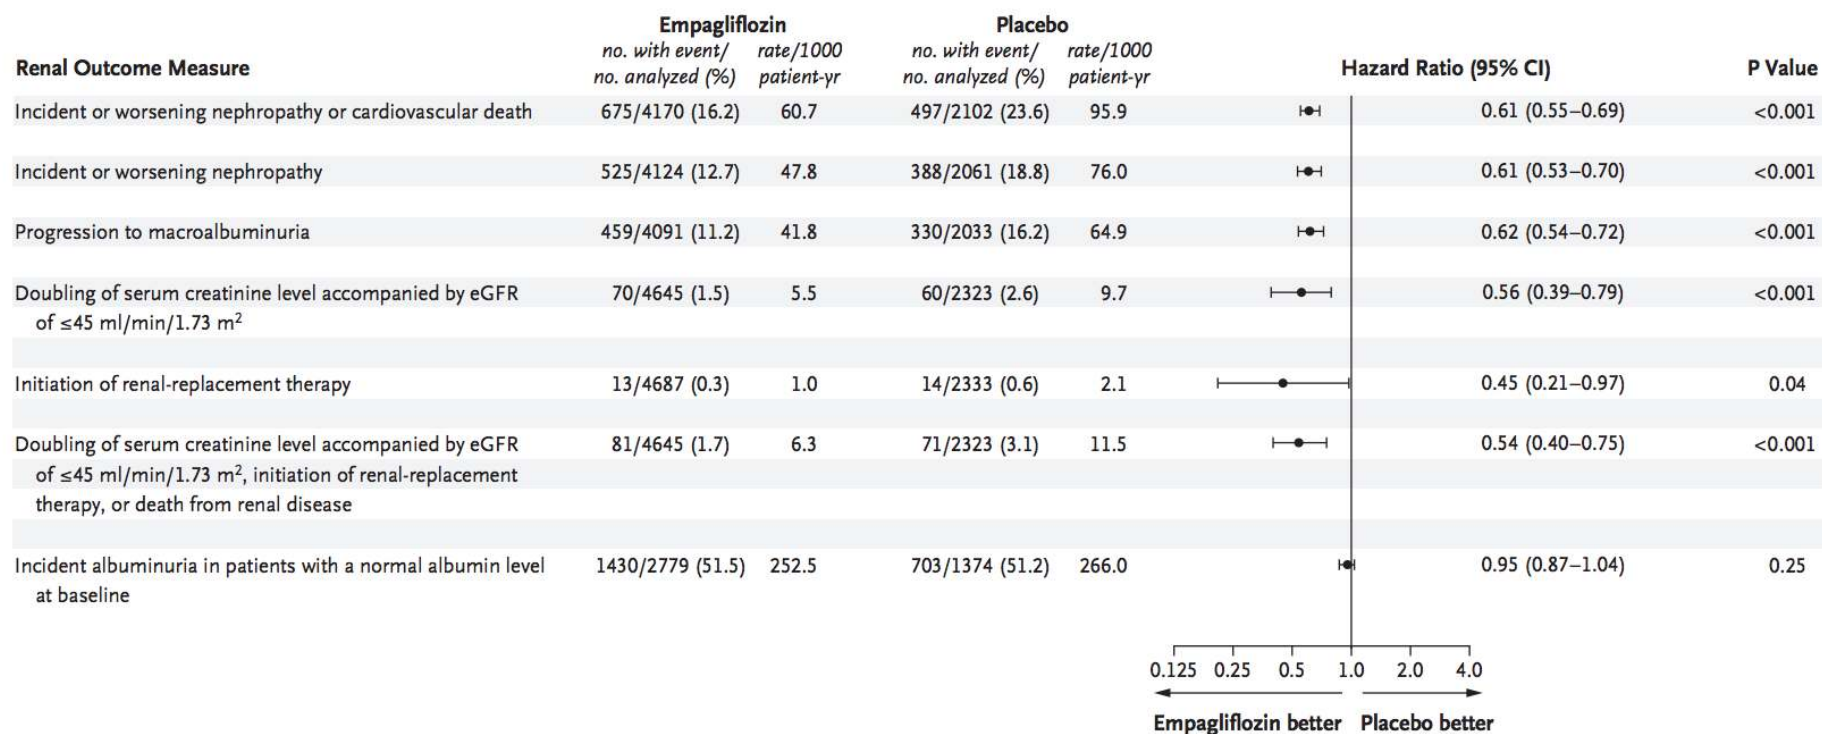 Empagliflozin Placebo
no. with event/ rate/1000 no. with event/ rate/1000
Renal Outcome Measure no. analyzed (%) patient-yr no. analyzed (%) patient-yr Hazard Ratio (95% CI) P Value
Incident or worsening nephropathy or cardiovascular death 675/4170 (16.2) 60.7 497/2102 (23.6) 95.9 0.61 (0.55–0.69) <0.001
Incident or worsening nephropathy 525/4124 (12.7) 47.8 388/2061 (18.8) 76.0 0.61 (0.53–0.70) <0.001
Progression to macroalbuminuria 459/4091 (11.2) 41.8 330/2033 (16.2) 64.9 0.62 (0.54–0.72) <0.001
Doubling of serum creatinine level accompanied by eGFR 70/4645 (1.5) 5.5 60/2323 (2.6) 9.7 0.56 (0.39–0.79) <0.001
of ≤45 ml/min/1.73 m²
Initiation of renal-replacement therapy 13/4687 (0.3) 1.0 14/2333 (0.6) 2.1 0.45 (0.21–0.97) 0.04
Doubling of serum creatinine level accompanied by eGFR 81/4645 (1.7) 6.3 71/2323 (3.1) 11.5 0.54 (0.40–0.75) <0.001
of ≤45 ml/min/1.73 m², initiation of renal-replacement
therapy, or death from renal disease
Incident albuminuria in patients with a normal albumin level 1430/2779 (51.5) 252.5 703/1374 (51.2) 266.0 0.95 (0.87–1.04) 0.25
at baseline
0.125 0.25 0.5 1.0 2.0 4.0
Empagliflozin better Placebo better